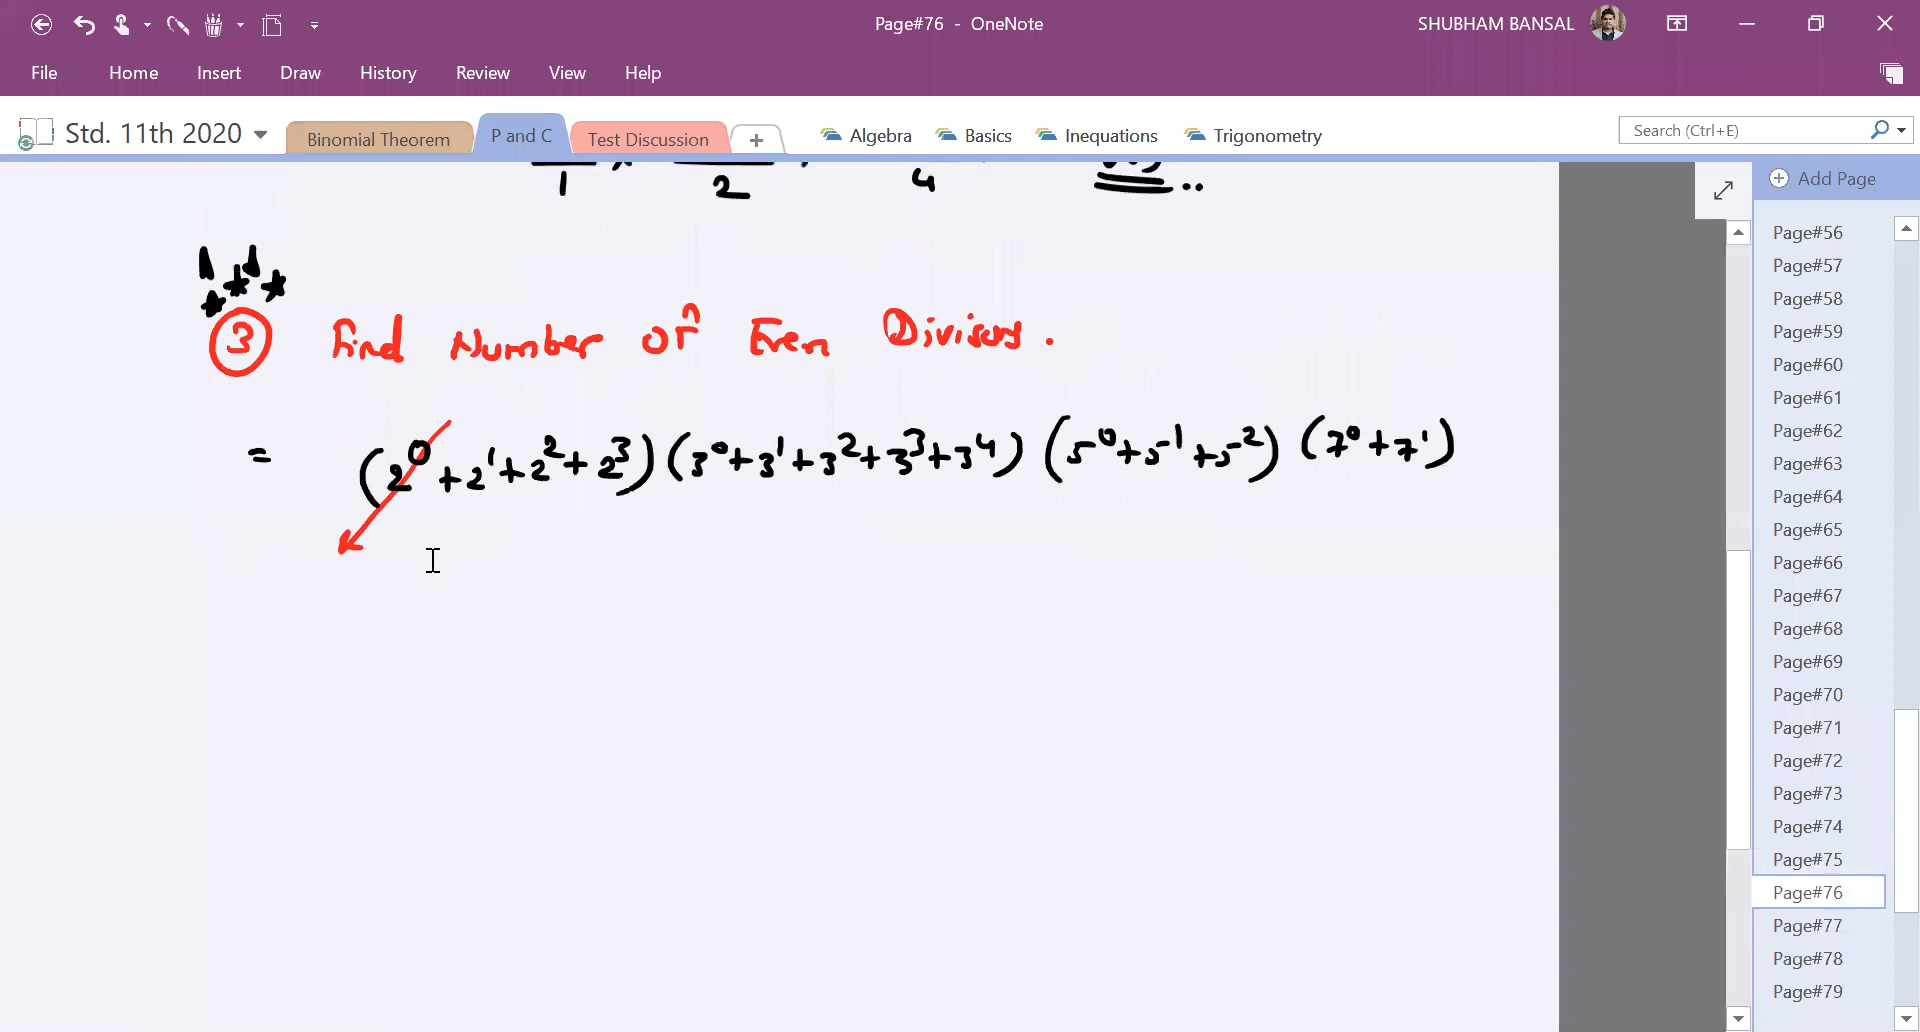 Page#76 - OneNote
SHUBHAM BANSAL
File Home Insert Draw History Review View Help
Std. 11th 2020
Binomial Theorem
P and C
Test Discussion
+
Algebra
Basics
Inequations
Trigonometry
Search (Ctrl+E)
Add Page
1 2 4
③ Find Number of Even Divisors.
= (2⁰ + 2¹ + 2² + 2³) (3⁰ + 3¹ + 3² + 3³ + 3⁴) (5⁰ + 5¹ + 5²) (7⁰ + 7¹)
Page#56
Page#57
Page#58
Page#59
Page#60
Page#61
Page#62
Page#63
Page#64
Page#65
Page#66
Page#67
Page#68
Page#69
Page#70
Page#71
Page#72
Page#73
Page#74
Page#75
Page#76
Page#77
Page#78
Page#79